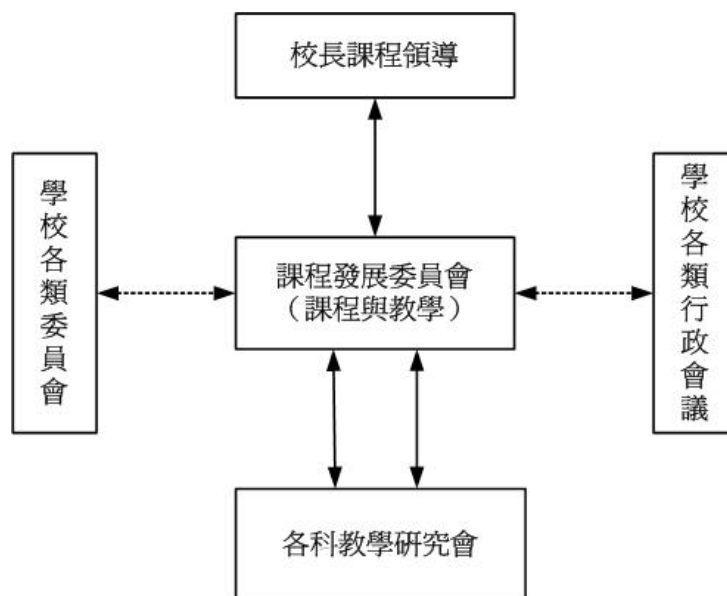 校長課程領導
學校各類委員會
課程發展委員會
（課程與教學）
學校各類行政會議
各科教學研究會